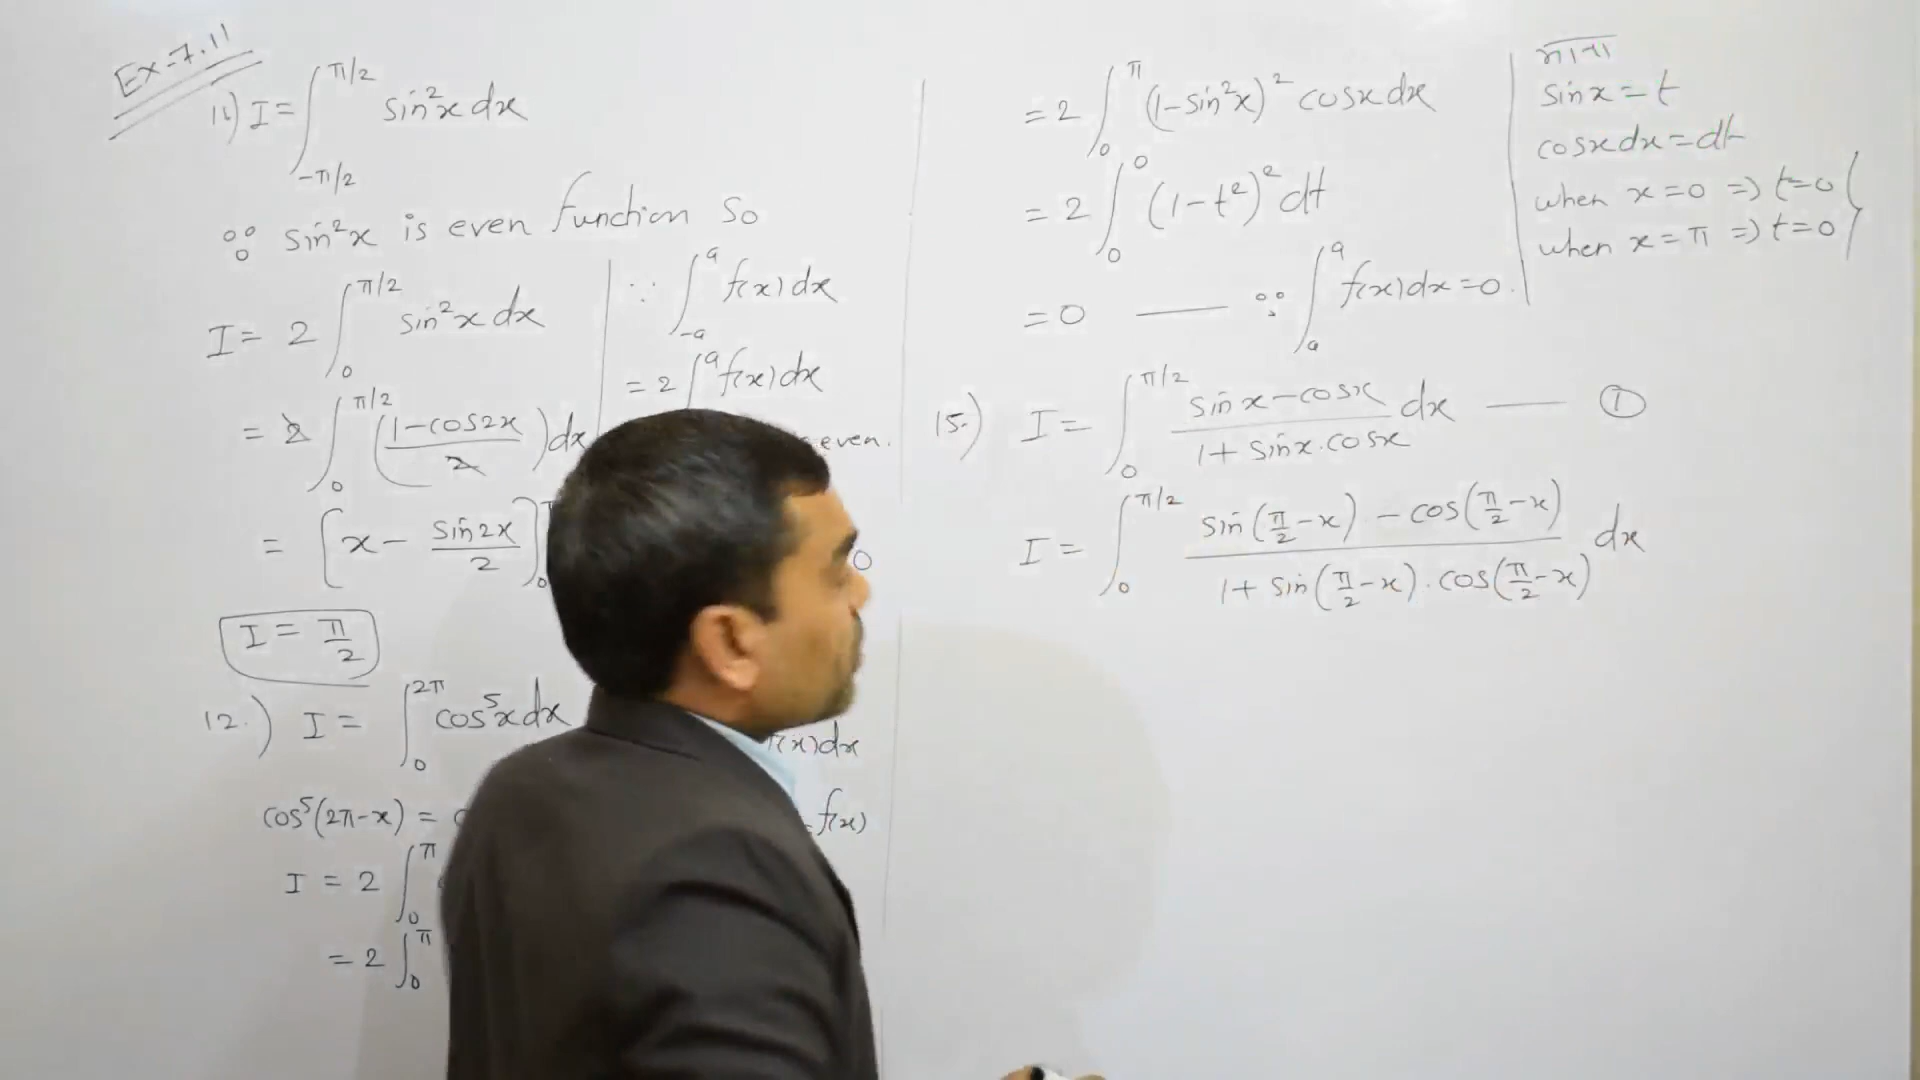 Ex-7.11
11) I = ∫_{-π/2}^{π/2} sin²x dx
∵ sin²x is even function so
I = 2 ∫_0^{π/2} sin²x dx
= 2 ∫_0^{π/2} ((1-cos2x)/2) dx
= [x - sin2x/2]_0
I = π/2
∵ ∫_{-a}^{a} f(x)dx
= 2 ∫^a f(x)dx
even.
0
12.) I = ∫_0^{2π} cos⁵x dx
f(x)dx
cos⁵(2π-x) =
f(x)
I = 2 ∫_0^π
= 2 ∫_0^π
= 2 ∫_0^π (1-sin²x)² cosx dx
= 2 ∫_0^0 (1-t²)² dt
= 0 — ∵ ∫_a^a f(x)dx = 0.
माना
sinx = t
cosx dx = dt
when x = 0 => t=0
when x = π => t=0
15.) I = ∫_0^{π/2} (sinx - cosx)/(1 + sinx.cosx) dx — ①
I = ∫_0^{π/2} (sin(π/2 - x) - cos(π/2 - x))/(1 + sin(π/2 - x).cos(π/2 - x)) dx